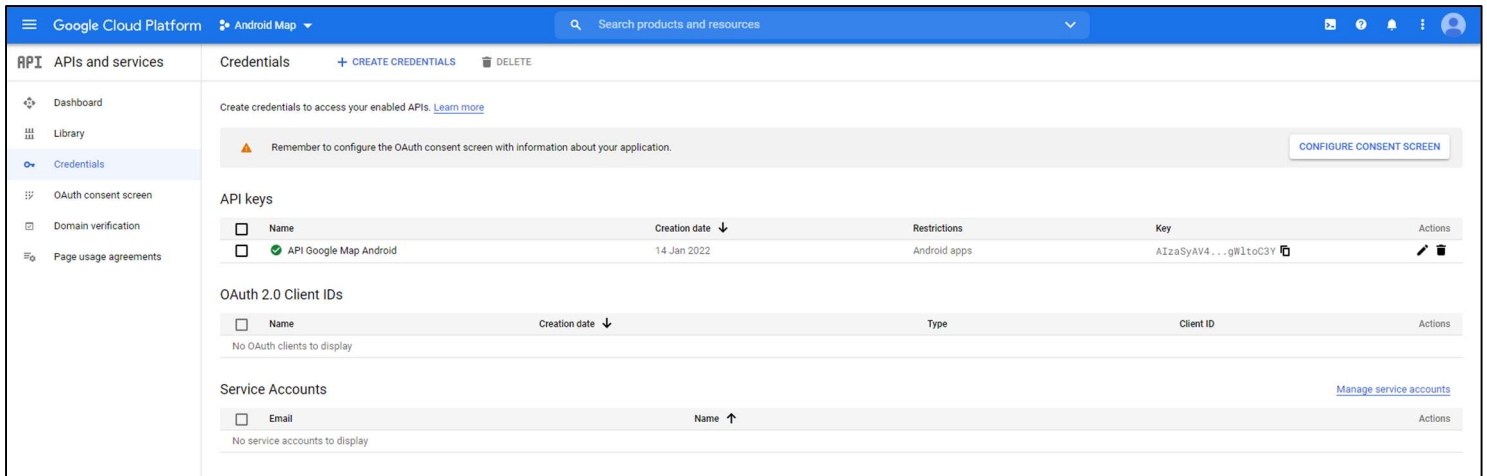 Google Cloud Platform Android Map Search products and resources
API APIs and services Credentials CREATE CREDENTIALS DELETE
Dashboard
Library
Credentials
OAuth consent screen
Domain verification
Page usage agreements
Create credentials to access your enabled APIs. Learn more
Remember to configure the OAuth consent screen with information about your application. CONFIGURE CONSENT SCREEN
API keys
Name Creation date Restrictions Key Actions
API Google Map Android 14 Jan 2022 Android apps AIzaSyAV4...gWltoC3Y
OAuth 2.0 Client IDs
Name Creation date Type Client ID Actions
No OAuth clients to display
Service Accounts Manage service accounts
Email Name Actions
No service accounts to display